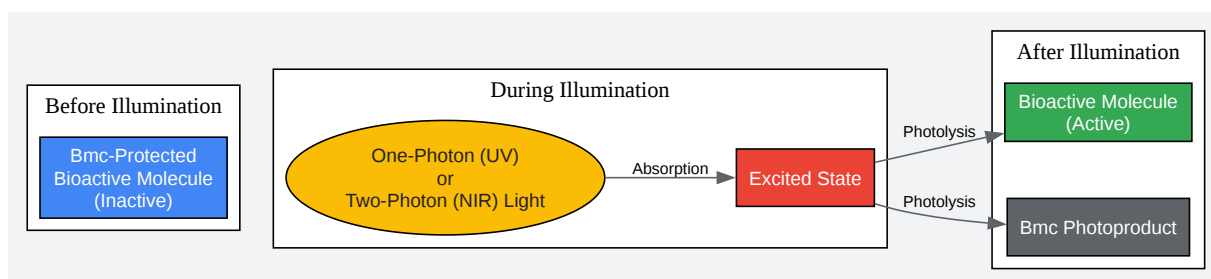 Before Illumination
Bmc-Protected
Bioactive Molecule
(Inactive)
During Illumination
One-Photon (UV)
or
Two-Photon (NIR) Light
Absorption
Excited State
Photolysis
Photolysis
After Illumination
Bioactive Molecule
(Active)
Bmc Photoproduct